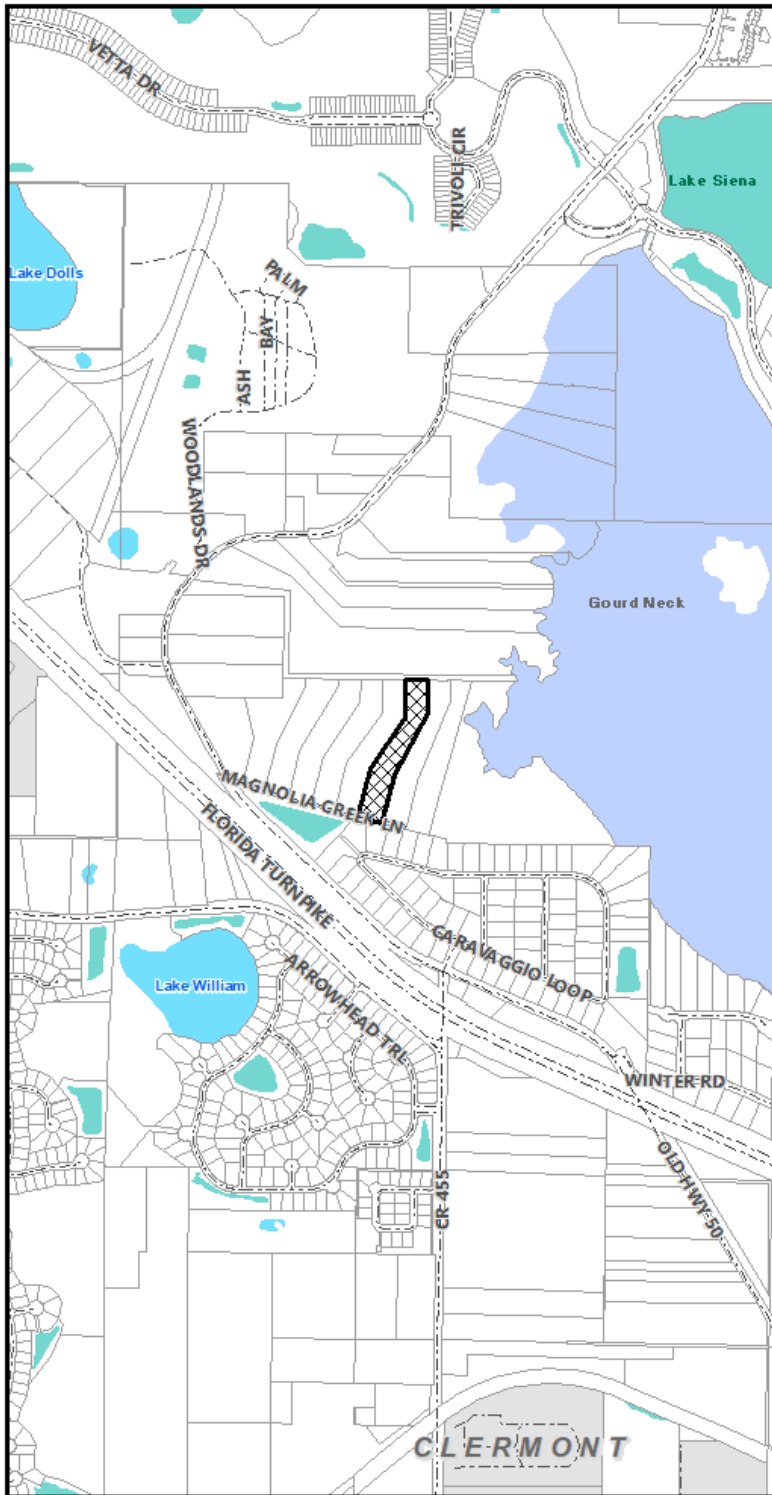 VETTA DR
TRIVOLI CIR
Lake Siena
Lake Dolls
PALM
BAY
ASH
WOODLANDS DR
Gourd Neck
MAGNOLIA CREEK LN
FLORIDA TURNPIKE
CARAVAGGIO LOOP
Lake William
ARROWHEAD TRL
WINTER RD
OLD HWY 50
CR 455
CLERMONT